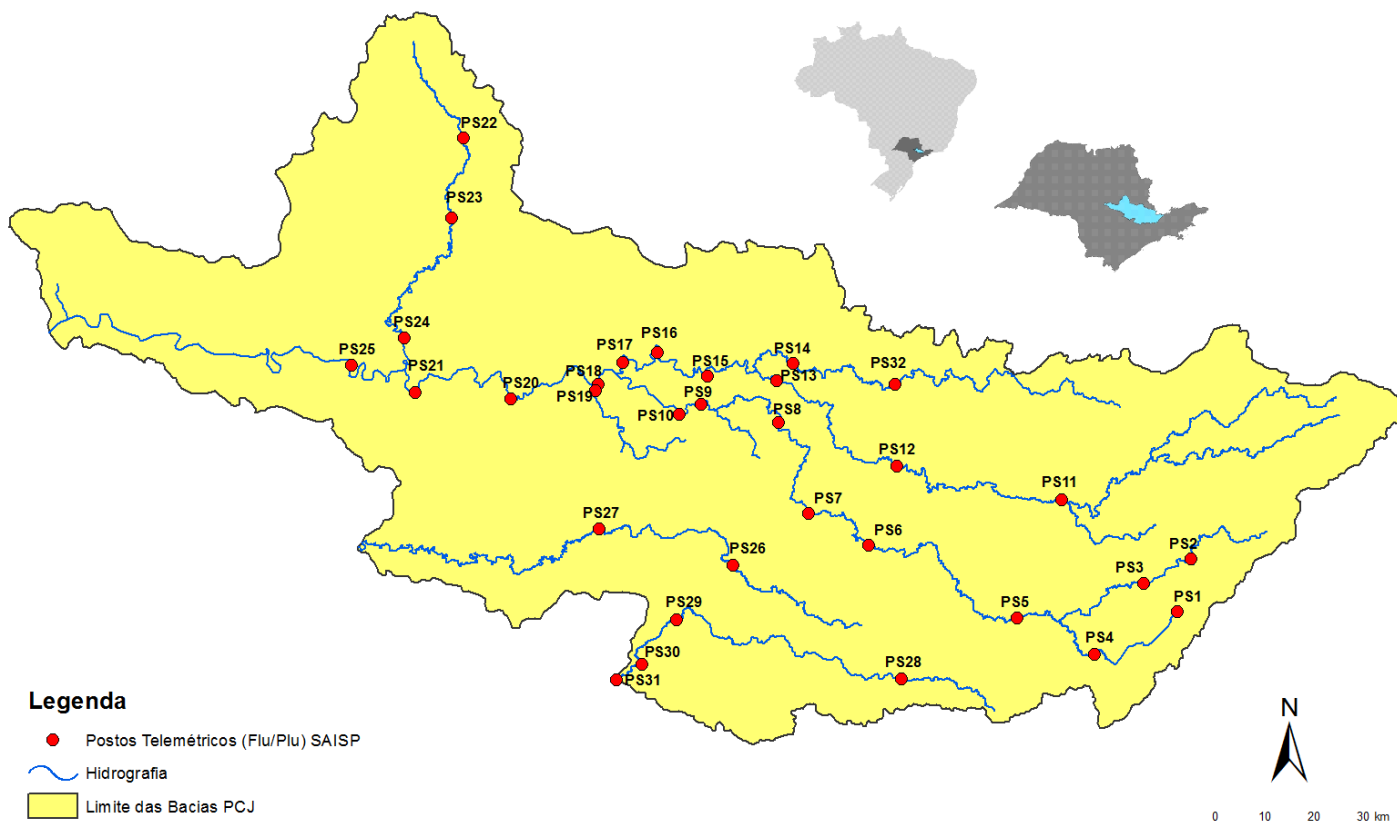 PS22
PS23
PS24
PS25
PS21
PS20
PS16
PS17
PS18
PS19
PS15
PS14
PS13
PS32
PS9
PS10
PS8
PS12
PS11
PS7
PS6
PS27
PS26
PS2
PS3
PS1
PS5
PS4
PS29
PS30
PS31
PS28
Legenda
Postos Telemétricos (Flu/Plu) SAISP
Hidrografia
Limite das Bacias PCJ
N
0 10 20 30 km